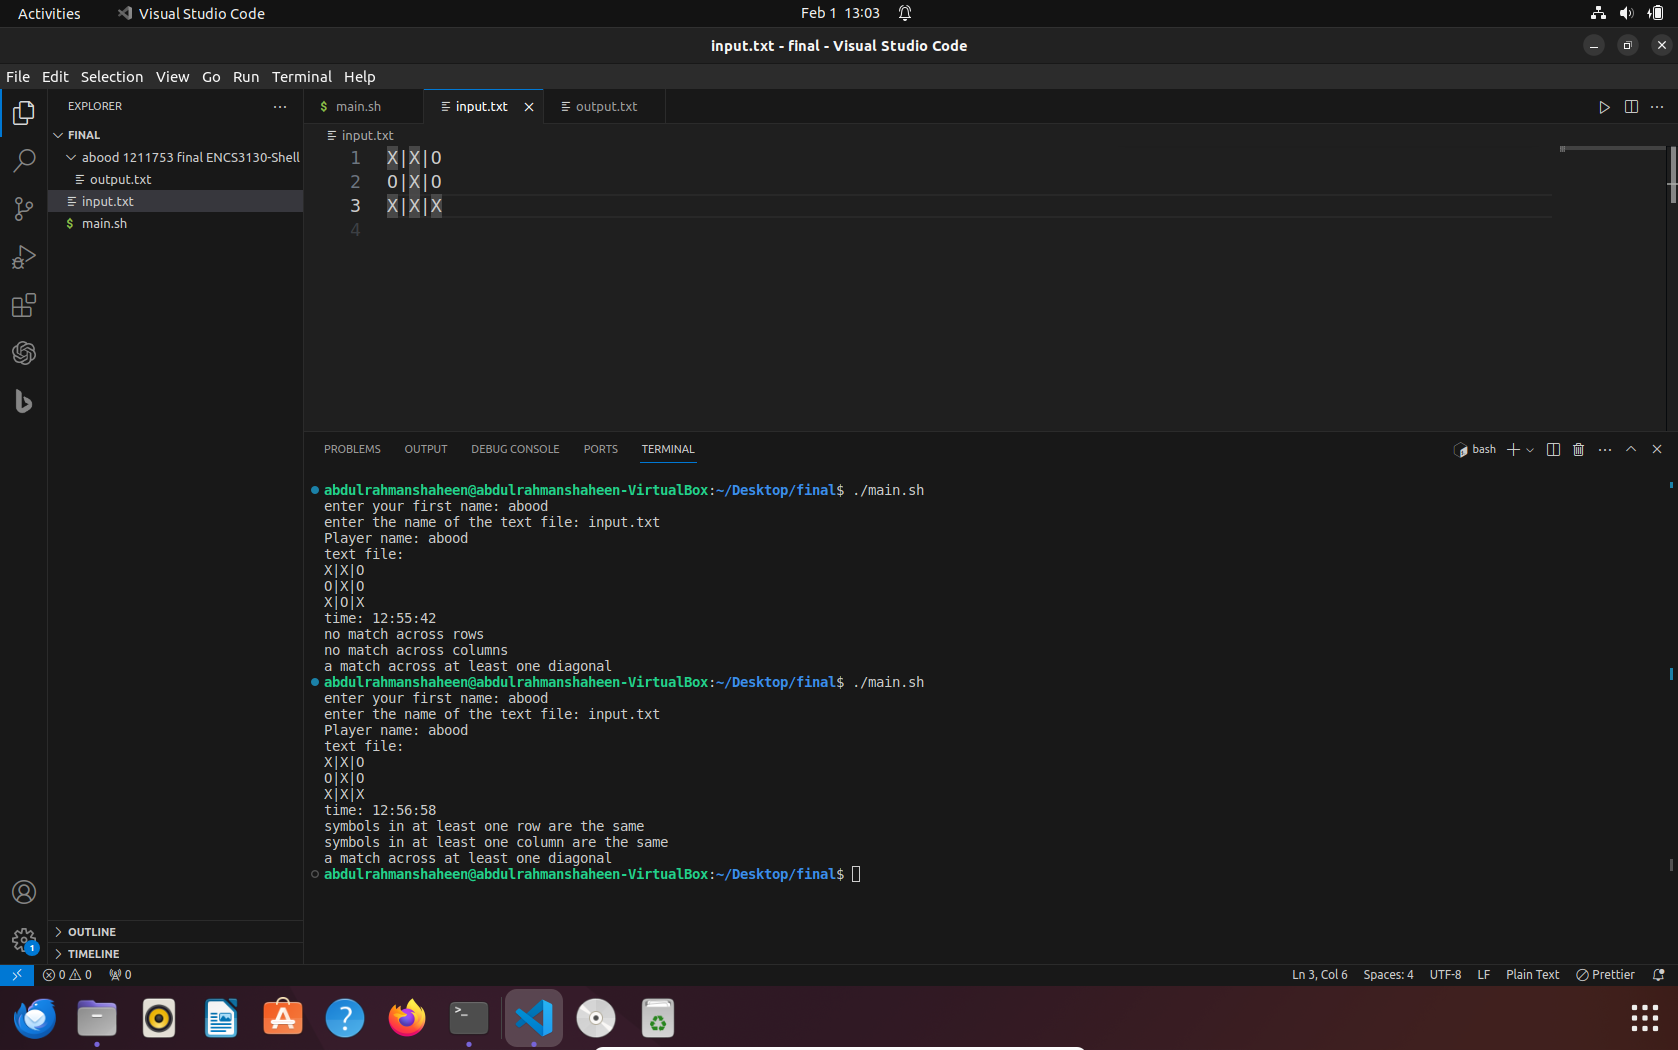 Activities
Visual Studio Code
Feb 1 13:03
input.txt - final - Visual Studio Code
File Edit Selection View Go Run Terminal Help
EXPLORER
FINAL
abood 1211753 final ENCS3130-Shell
output.txt
input.txt
main.sh
OUTLINE
TIMELINE
$ main.sh
input.txt
output.txt
input.txt
1 X|X|O
2 O|X|O
3 X|X|X
4
PROBLEMS OUTPUT DEBUG CONSOLE PORTS TERMINAL
bash
abdulrahmanshaheen@abdulrahmanshaheen-VirtualBox:~/Desktop/final$ ./main.sh
enter your first name: abood
enter the name of the text file: input.txt
Player name: abood
text file:
X|X|O
O|X|O
X|O|X
time: 12:55:42
no match across rows
no match across columns
a match across at least one diagonal
abdulrahmanshaheen@abdulrahmanshaheen-VirtualBox:~/Desktop/final$ ./main.sh
enter your first name: abood
enter the name of the text file: input.txt
Player name: abood
text file:
X|X|O
O|X|O
X|X|X
time: 12:56:58
symbols in at least one row are the same
symbols in at least one column are the same
a match across at least one diagonal
abdulrahmanshaheen@abdulrahmanshaheen-VirtualBox:~/Desktop/final$
1
0 0 0
Ln 3, Col 6 Spaces: 4 UTF-8 LF Plain Text Prettier